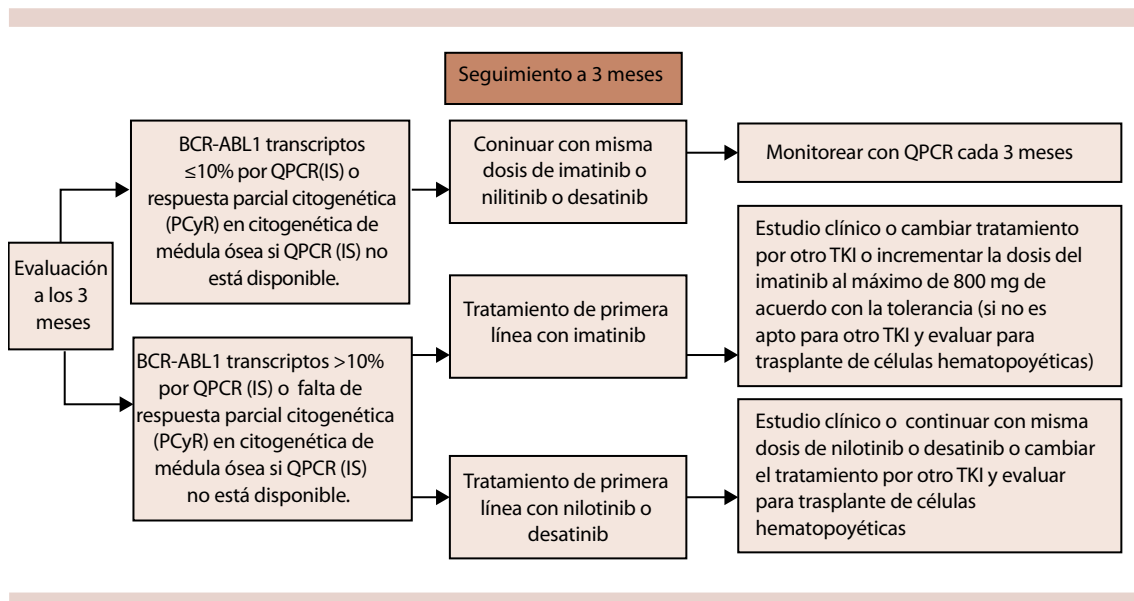 Seguimiento a 3 meses
Evaluación
a los 3
meses
BCR-ABL1 transcriptos
≤10% por QPCR(IS) o
respuesta parcial citogenética
(PCyR) en citogenética de
médula ósea si QPCR (IS) no
está disponible.
Coninuar con misma
dosis de imatinib o
nilitinib o desatinib
Monitorear con QPCR cada 3 meses
BCR-ABL1 transcriptos >10%
por QPCR (IS) o falta de
respuesta parcial citogenética
(PCyR) en citogenética de
médula ósea si QPCR (IS)
no está disponible.
Tratamiento de primera
línea con imatinib
Estudio clínico o cambiar tratamiento
por otro TKI o incrementar la dosis del
imatinib al máximo de 800 mg de
acuerdo con la tolerancia (si no es
apto para otro TKI y evaluar para
trasplante de células hematopoyéticas)
Tratamiento de primera
línea con nilotinib o
desatinib
Estudio clínico o continuar con misma
dosis de nilotinib o desatinib o cambiar
el tratamiento por otro TKI y evaluar
para trasplante de células
hematopoyéticas